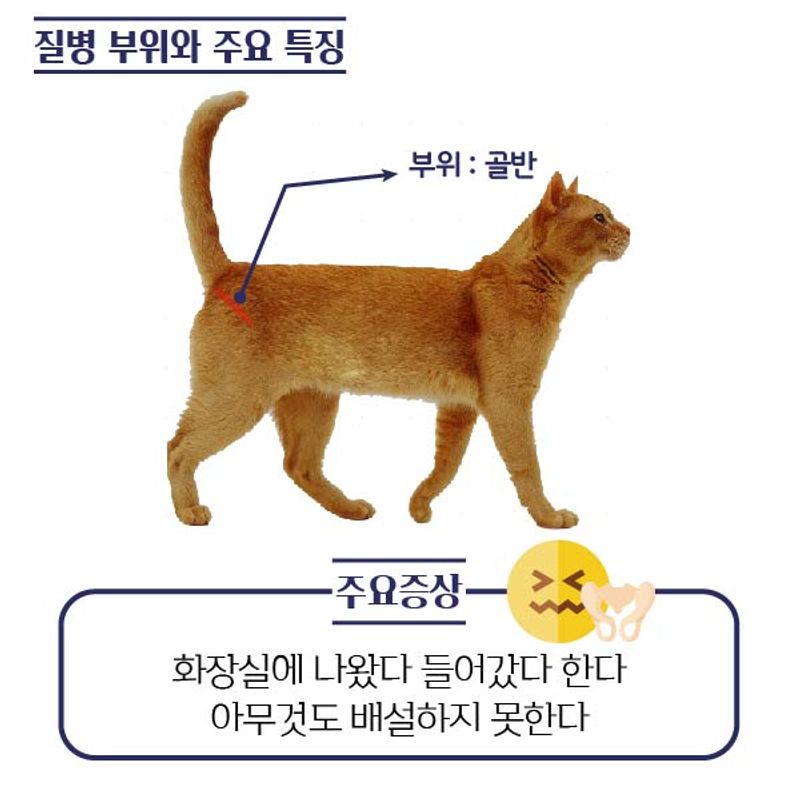 질병 부위와 주요 특징
부위 : 골반
주요증상
화장실에 나왔다 들어갔다 한다
아무것도 배설하지 못한다